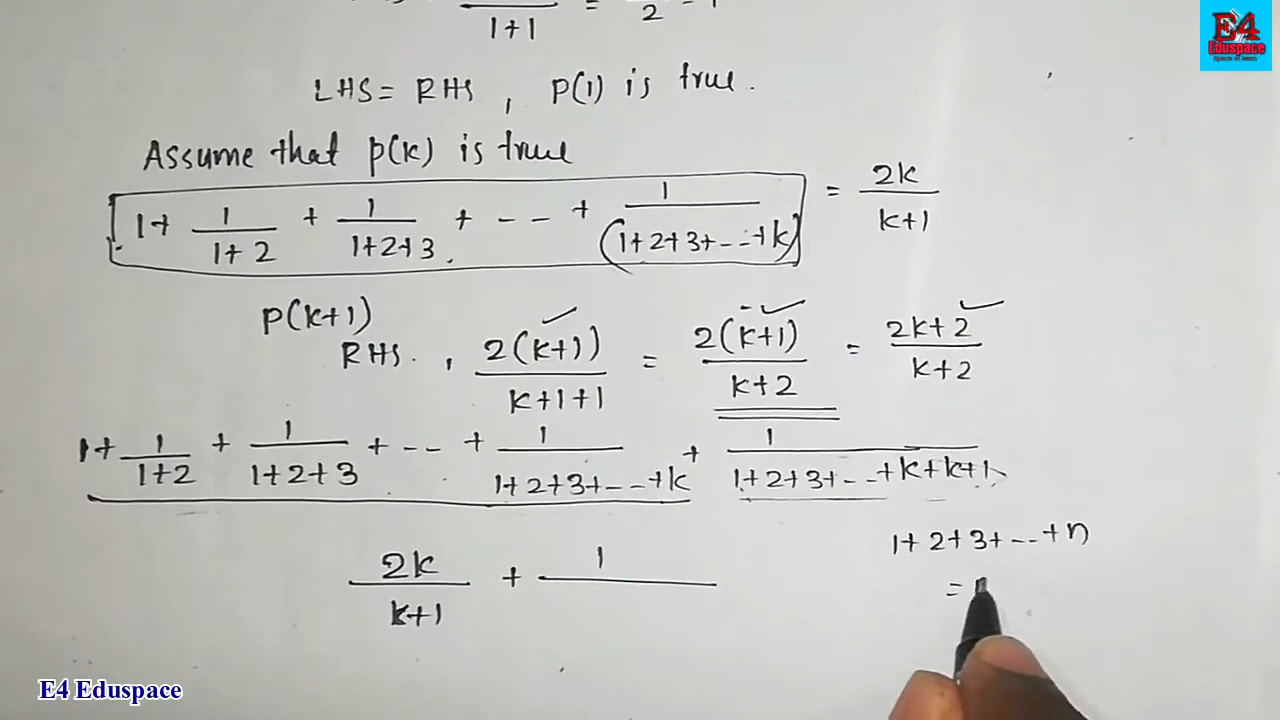 E4
Eduspace
1+1 = 2
LHS = RHS , P(1) is true.
Assume that P(k) is true
1 + 1/(1+2) + 1/(1+2+3) + -- + 1/(1+2+3+--+k) = 2k/(k+1)
P(k+1)
RHS. , 2(k+1)/(k+1+1) = 2(k+1)/(k+2) = (2k+2)/(k+2)
1 + 1/(1+2) + 1/(1+2+3) + -- + 1/(1+2+3+--+k) + 1/(1+2+3+--+k+k+1)
1+2+3+--+n
2k/(k+1) + 1/
=
E4 Eduspace